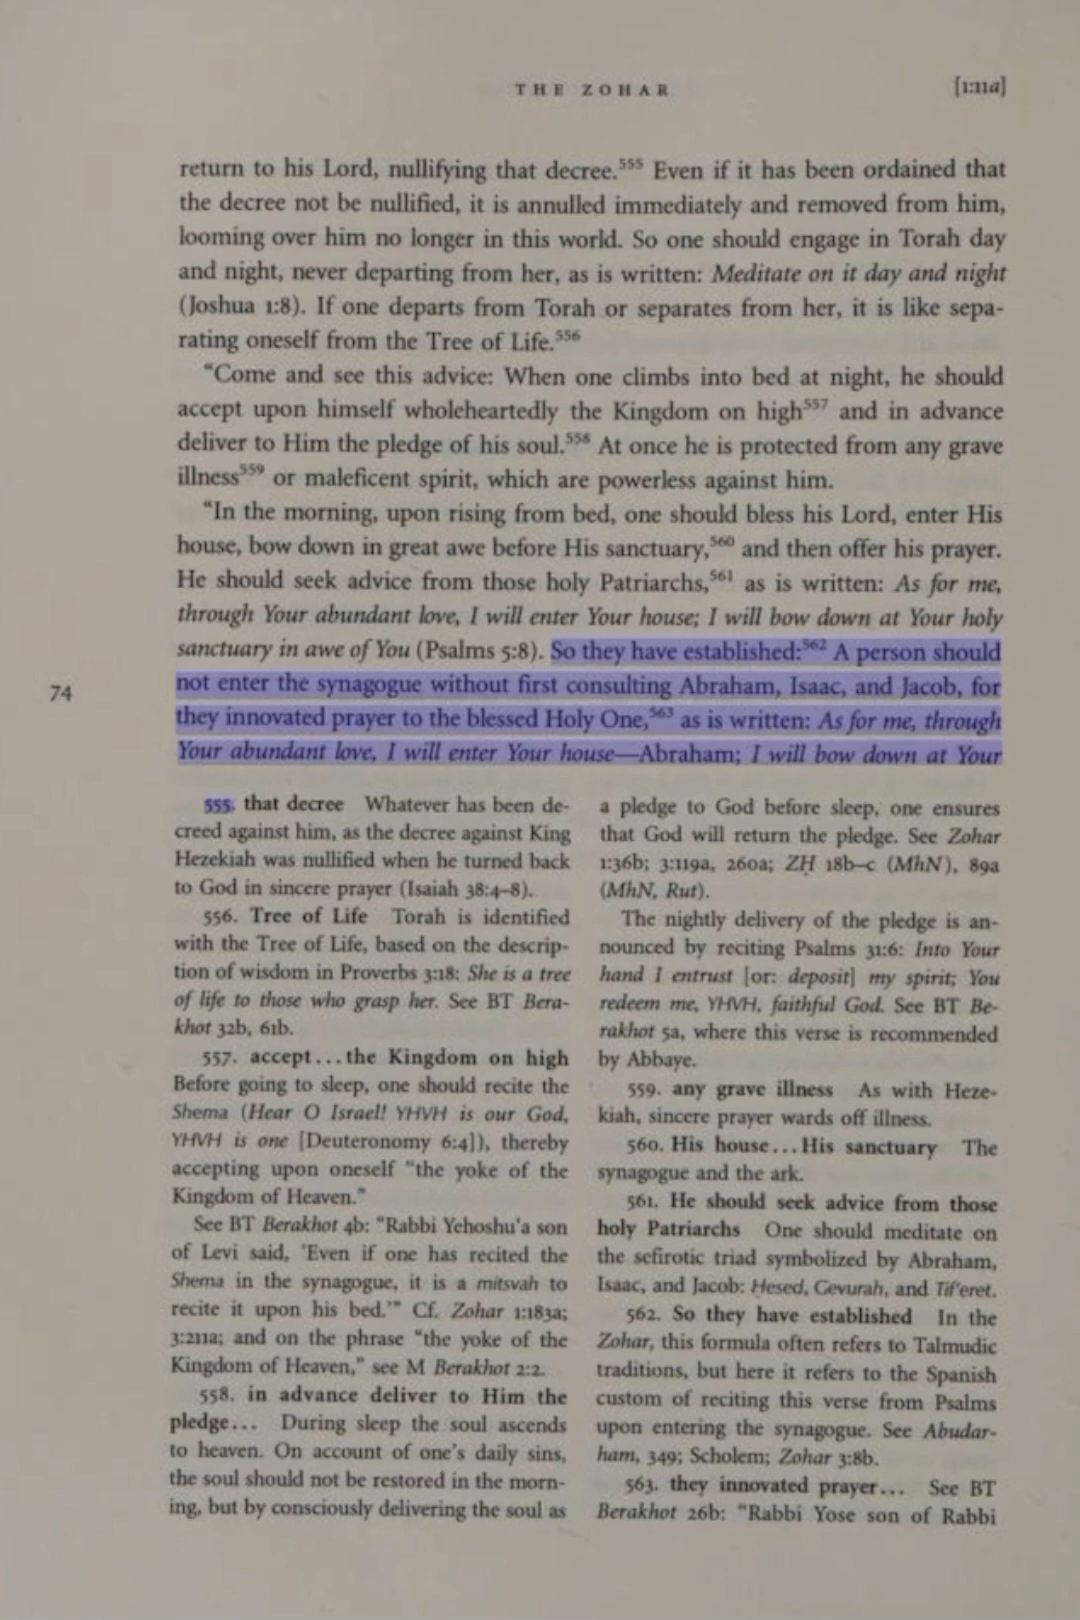 THE ZOHAR
[1:11a]
return to his Lord, nullifying that decree.555 Even if it has been ordained that
the decree not be nullified, it is annulled immediately and removed from him,
looming over him no longer in this world. So one should engage in Torah day
and night, never departing from her, as is written: Meditate on it day and night
(Joshua 1:8). If one departs from Torah or separates from her, it is like sepa-
rating oneself from the Tree of Life.556
“Come and see this advice: When one climbs into bed at night, he should
accept upon himself wholeheartedly the Kingdom on high557 and in advance
deliver to Him the pledge of his soul.558 At once he is protected from any grave
illness559 or maleficent spirit, which are powerless against him.
“In the morning, upon rising from bed, one should bless his Lord, enter His
house, bow down in great awe before His sanctuary,560 and then offer his prayer.
He should seek advice from those holy Patriarchs,561 as is written: As for me,
through Your abundant love, I will enter Your house; I will bow down at Your holy
sanctuary in awe of You (Psalms 5:8). So they have established:562 A person should
not enter the synagogue without first consulting Abraham, Isaac, and Jacob, for
they innovated prayer to the blessed Holy One,563 as is written: As for me, through
Your abundant love, I will enter Your house—Abraham; I will bow down at Your
74
555. that decree Whatever has been de-
creed against him, as the decree against King
Hezekiah was nullified when he turned back
to God in sincere prayer (Isaiah 38:4–8).
556. Tree of Life Torah is identified
with the Tree of Life, based on the descrip-
tion of wisdom in Proverbs 3:18: She is a tree
of life to those who grasp her. See BT Bera-
khot 32b, 61b.
557. accept...the Kingdom on high
Before going to sleep, one should recite the
Shema (Hear O Israel! YHVH is our God,
YHVH is one [Deuteronomy 6:4]), thereby
accepting upon oneself “the yoke of the
Kingdom of Heaven.”
See BT Berakhot 4b: “Rabbi Yehoshu'a son
of Levi said, ‘Even if one has recited the
Shema in the synagogue, it is a mitsvah to
recite it upon his bed.’” Cf. Zohar 1:183a;
3:211a; and on the phrase “the yoke of the
Kingdom of Heaven,” see M Berakhot 2:2.
558. in advance deliver to Him the
pledge... During sleep the soul ascends
to heaven. On account of one's daily sins,
the soul should not be restored in the morn-
ing, but by consciously delivering the soul as
a pledge to God before sleep, one ensures
that God will return the pledge. See Zohar
1:36b; 3:119a, 260a; ZḤ 18b–c (MhN), 89a
(MhN, Rut).
The nightly delivery of the pledge is an-
nounced by reciting Psalms 31:6: Into Your
hand I entrust [or: deposit] my spirit; You
redeem me, YHVH, faithful God. See BT Be-
rakhot 5a, where this verse is recommended
by Abbaye.
559. any grave illness As with Heze-
kiah, sincere prayer wards off illness.
560. His house...His sanctuary The
synagogue and the ark.
561. He should seek advice from those
holy Patriarchs One should meditate on
the sefirotic triad symbolized by Abraham,
Isaac, and Jacob: Ḥesed, Gevurah, and Tif'eret.
562. So they have established In the
Zohar, this formula often refers to Talmudic
traditions, but here it refers to the Spanish
custom of reciting this verse from Psalms
upon entering the synagogue. See Abudar-
ham, 349; Scholem; Zohar 3:8b.
563. they innovated prayer... See BT
Berakhot 26b: “Rabbi Yose son of Rabbi